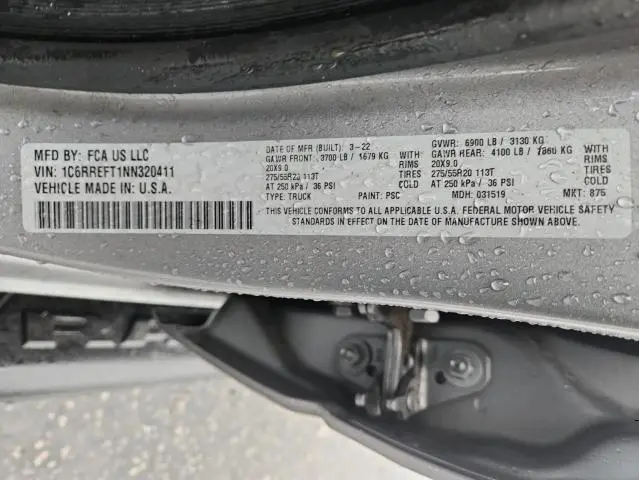 MFD BY: FCA US LLC
VIN: 1C6RREFT1NN320411
VEHICLE MADE IN U.S.A.
DATE OF MFR (BUILT): 3-22
GAWR FRONT: 3700 LB / 1679 KG WITH
20X9.0 RIMS
275/55R20 113T TIRES
AT 250 kPa / 36 PSI COLD
TYPE: TRUCK PAINT: PSC
GVWR: 6900 LB / 3130 KG
GAWR REAR: 4100 LB / 1860 KG WITH
20X9.0 RIMS
275/55R20 113T TIRES
AT 250 kPa / 36 PSI COLD
MDH: 031519 MKT: 875
THIS VEHICLE CONFORMS TO ALL APPLICABLE U.S.A. FEDERAL MOTOR VEHICLE SAFETY
STANDARDS IN EFFECT ON THE DATE OF MANUFACTURE SHOWN ABOVE.